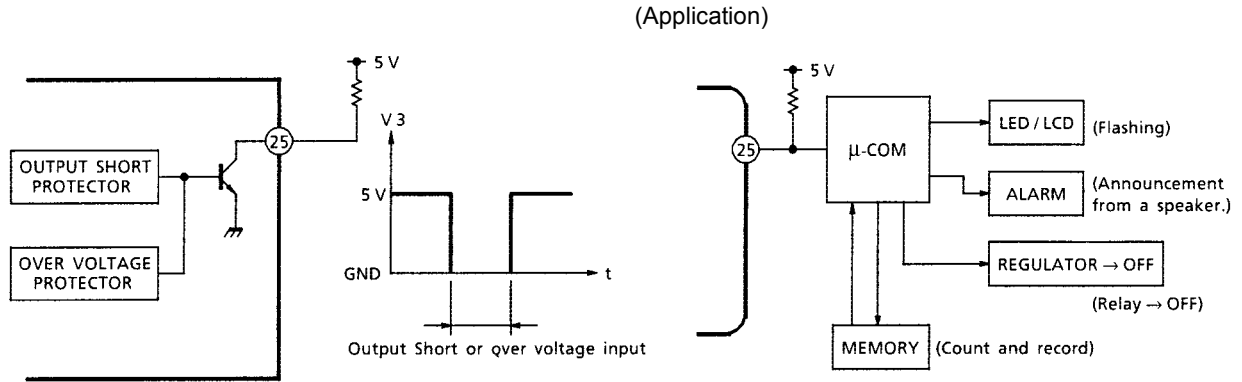 (Application)
5 V
25
OUTPUT SHORT
PROTECTOR
OVER VOLTAGE
PROTECTOR
V 3
5 V
GND
t
Output Short or over voltage input
5 V
25
μ-COM
LED / LCD
(Flashing)
ALARM
(Announcement
from a speaker.)
REGULATOR → OFF
(Relay → OFF)
MEMORY
(Count and record)